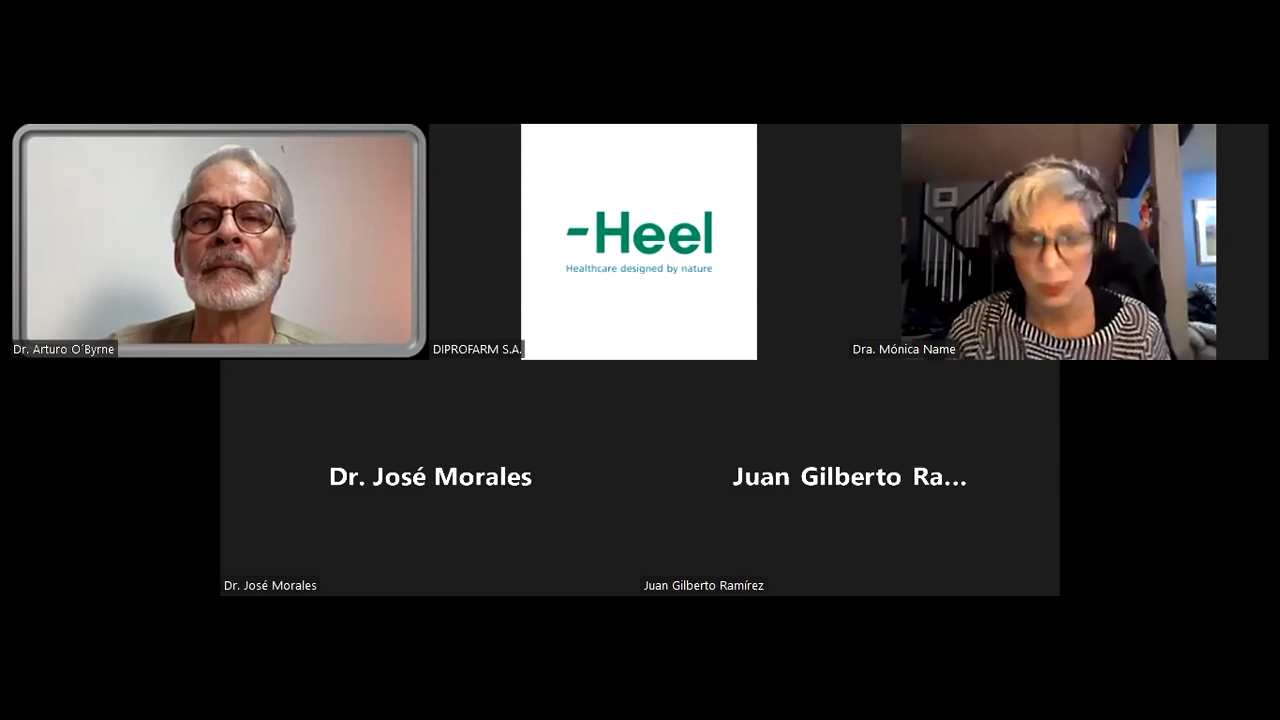 -Heel
Healthcare designed by nature
Dr. Arturo O´Byrne
DIPROFARM S.A.
Dra. Mónica Name
Dr. José Morales
Juan Gilberto Ra...
Dr. José Morales
Juan Gilberto Ramírez